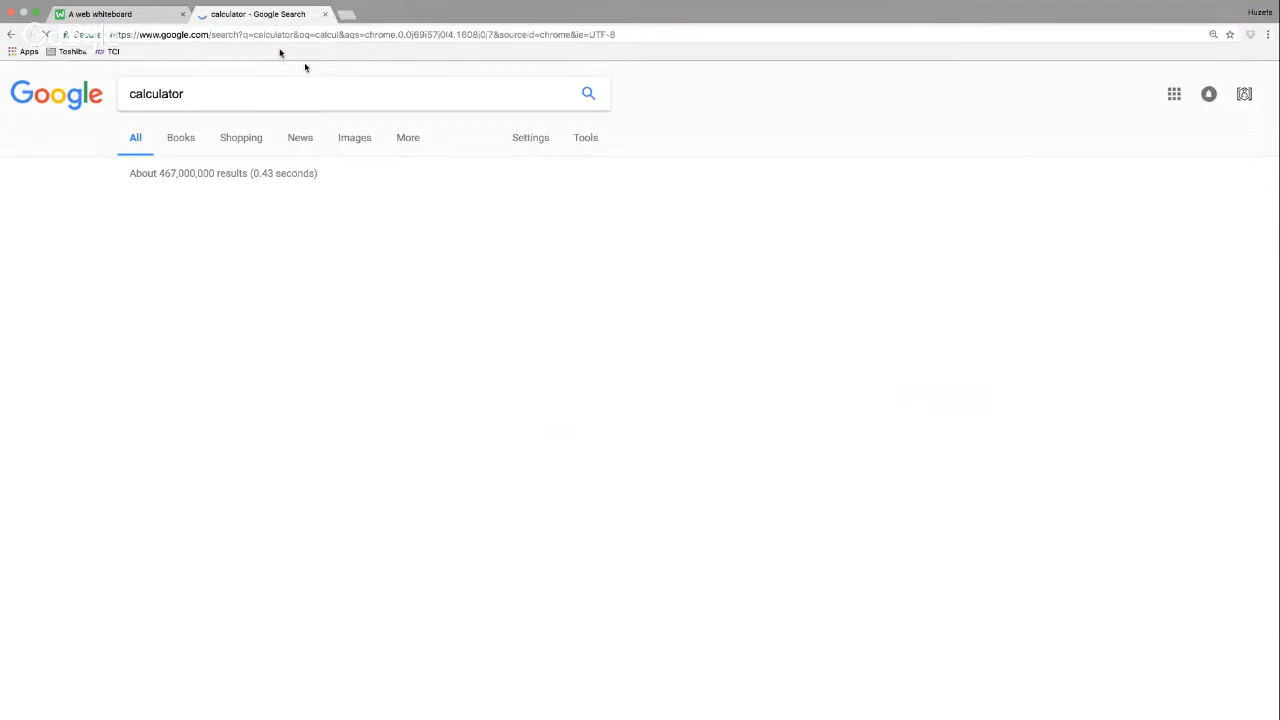 A web whiteboard
calculator - Google Search
Huzefa
Secure
https://www.google.com/search?q=calculator&oq=calcul&aqs=chrome.0.0j69i57j0l4.1608j0j7&sourceid=chrome&ie=UTF-8
Apps
Toshiba
TCI
Google
calculator
All
Books
Shopping
News
Images
More
Settings
Tools
About 467,000,000 results (0.43 seconds)